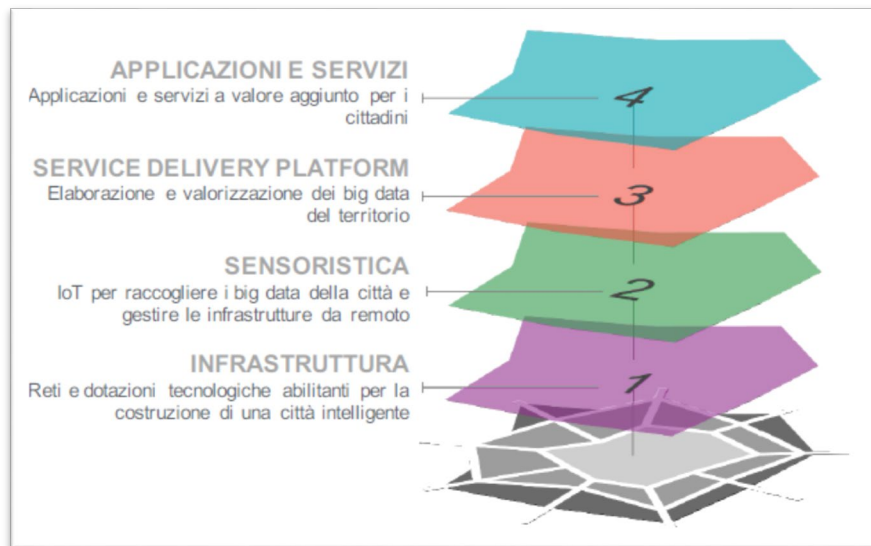 APPLICAZIONI E SERVIZI
Applicazioni e servizi a valore aggiunto per i
cittadini
4
SERVICE DELIVERY PLATFORM
Elaborazione e valorizzazione dei big data
del territorio
3
SENSORISTICA
IoT per raccogliere i big data della città e
gestire le infrastrutture da remoto
2
INFRASTRUTTURA
Reti e dotazioni tecnologiche abilitanti per la
costruzione di una città intelligente
1